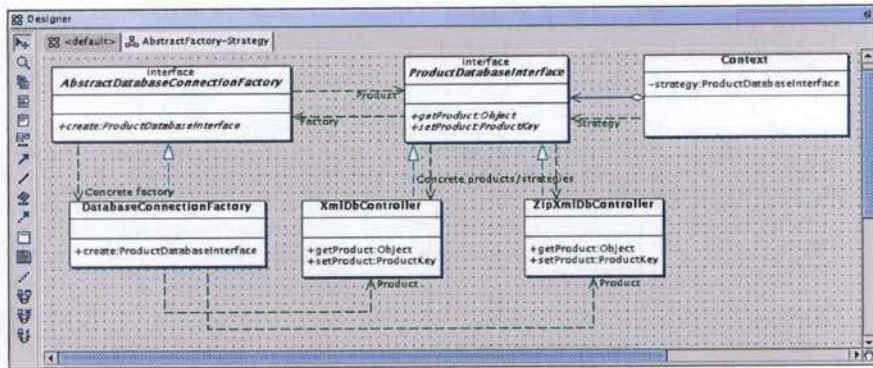 Designer
<default>
AbstractFactory-Strategy
Interface
AbstractDatabaseConnectionFactory
+create:ProductDatabaseInterface
Interface
ProductDatabaseInterface
+getProduct:Object
+setProduct:ProductKey
Context
-strategy:ProductDatabaseInterface
Product
Factory
Strategy
Concrete factory
Concrete products/strategies
DatabaseConnectionFactory
+create:ProductDatabaseInterface
XmlDbController
+getProduct:Object
+setProduct:ProductKey
ZipXmlDbController
+getProduct:Object
+setProduct:ProductKey
Product
Product